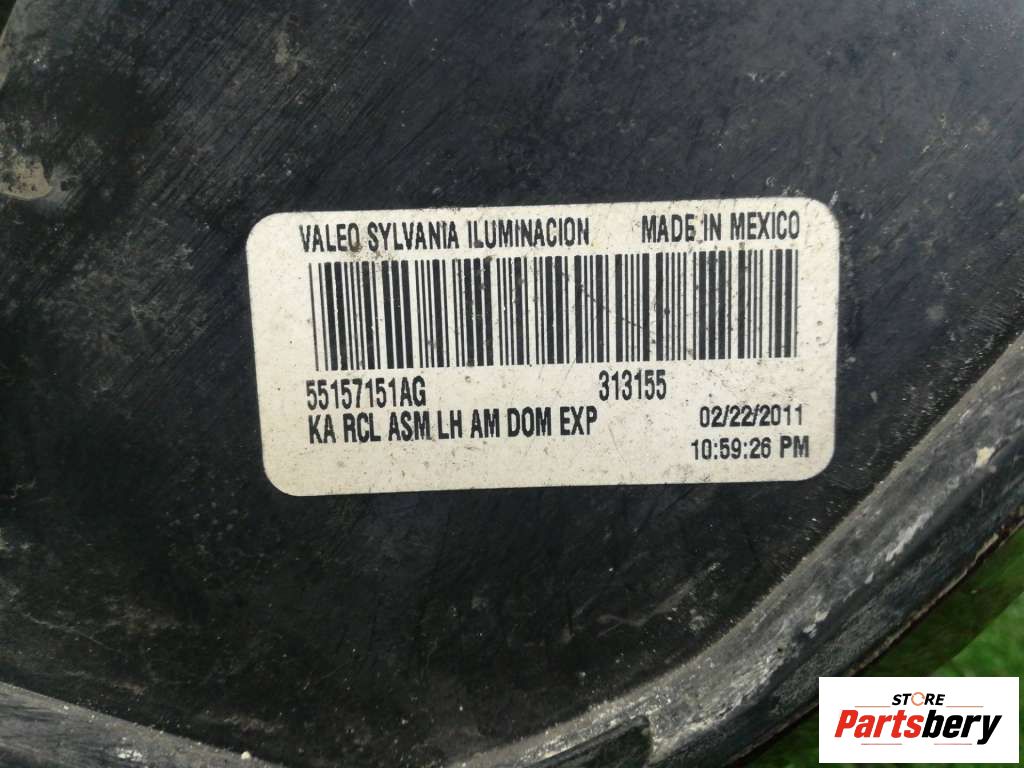 VALEO SYLVANIA ILUMINACION MADE IN MEXICO
55157151AG 313155
KA RCL ASM LH AM DOM EXP 02/22/2011
10:59:26 PM
STORE
Partsbery